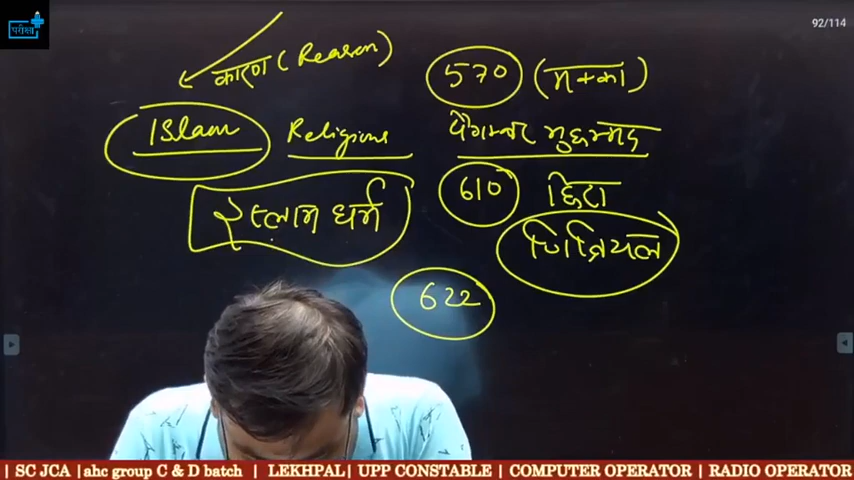 परीक्षा
92/114
कारण (Reason)
570 (मक्का)
Islam Religious
पैगम्बर मुहम्मद
610 हिरा
इस्लाम धर्म
जिब्रियल
622
| SC JCA |ahc group C & D batch | LEKHPAL| UPP CONSTABLE | COMPUTER OPERATOR | RADIO OPERATOR